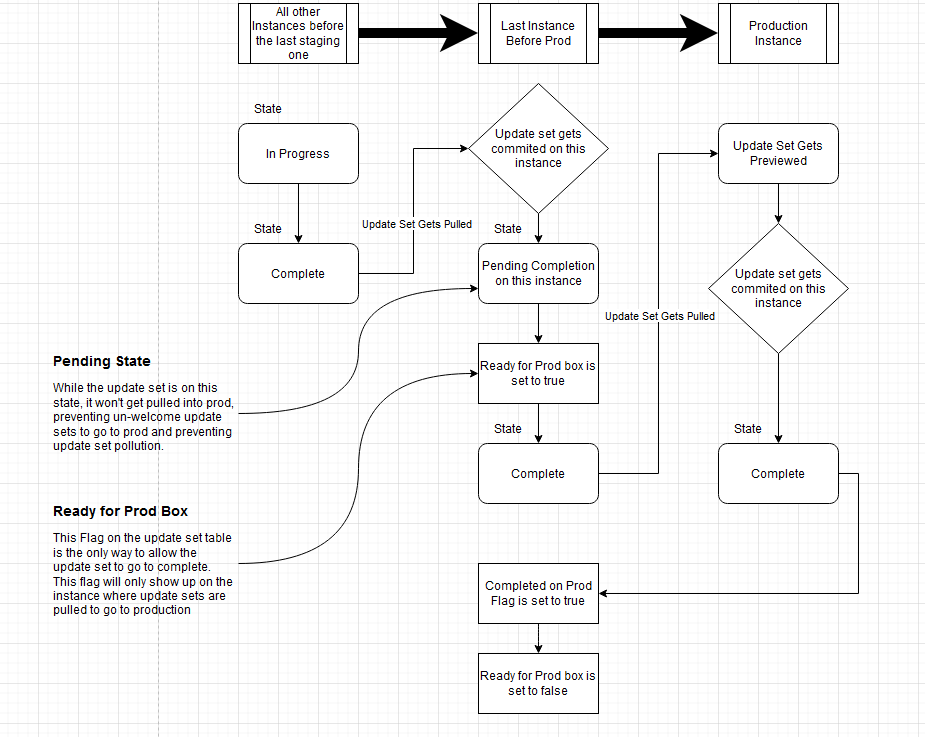 All other
Instances before
the last staging
one
Last Instance
Before Prod
Production
Instance
State
In Progress
State
Complete
Update Set Gets Pulled
Update set gets
commited on this
instance
State
Pending Completion
on this instance
Ready for Prod box is
set to true
State
Complete
Update Set Gets Pulled
Update Set Gets
Previewed
Update set gets
commited on this
instance
State
Complete
Completed on Prod
Flag is set to true
Ready for Prod box is
set to false
Pending State
While the update set is on this
state, it won't get pulled into prod,
preventing un-welcome update
sets to go to prod and preventing
update set pollution.
Ready for Prod Box
This Flag on the update set table
is the only way to allow the
update set to go to complete.
This flag will only show up on the
instance where update sets are
pulled to go to production